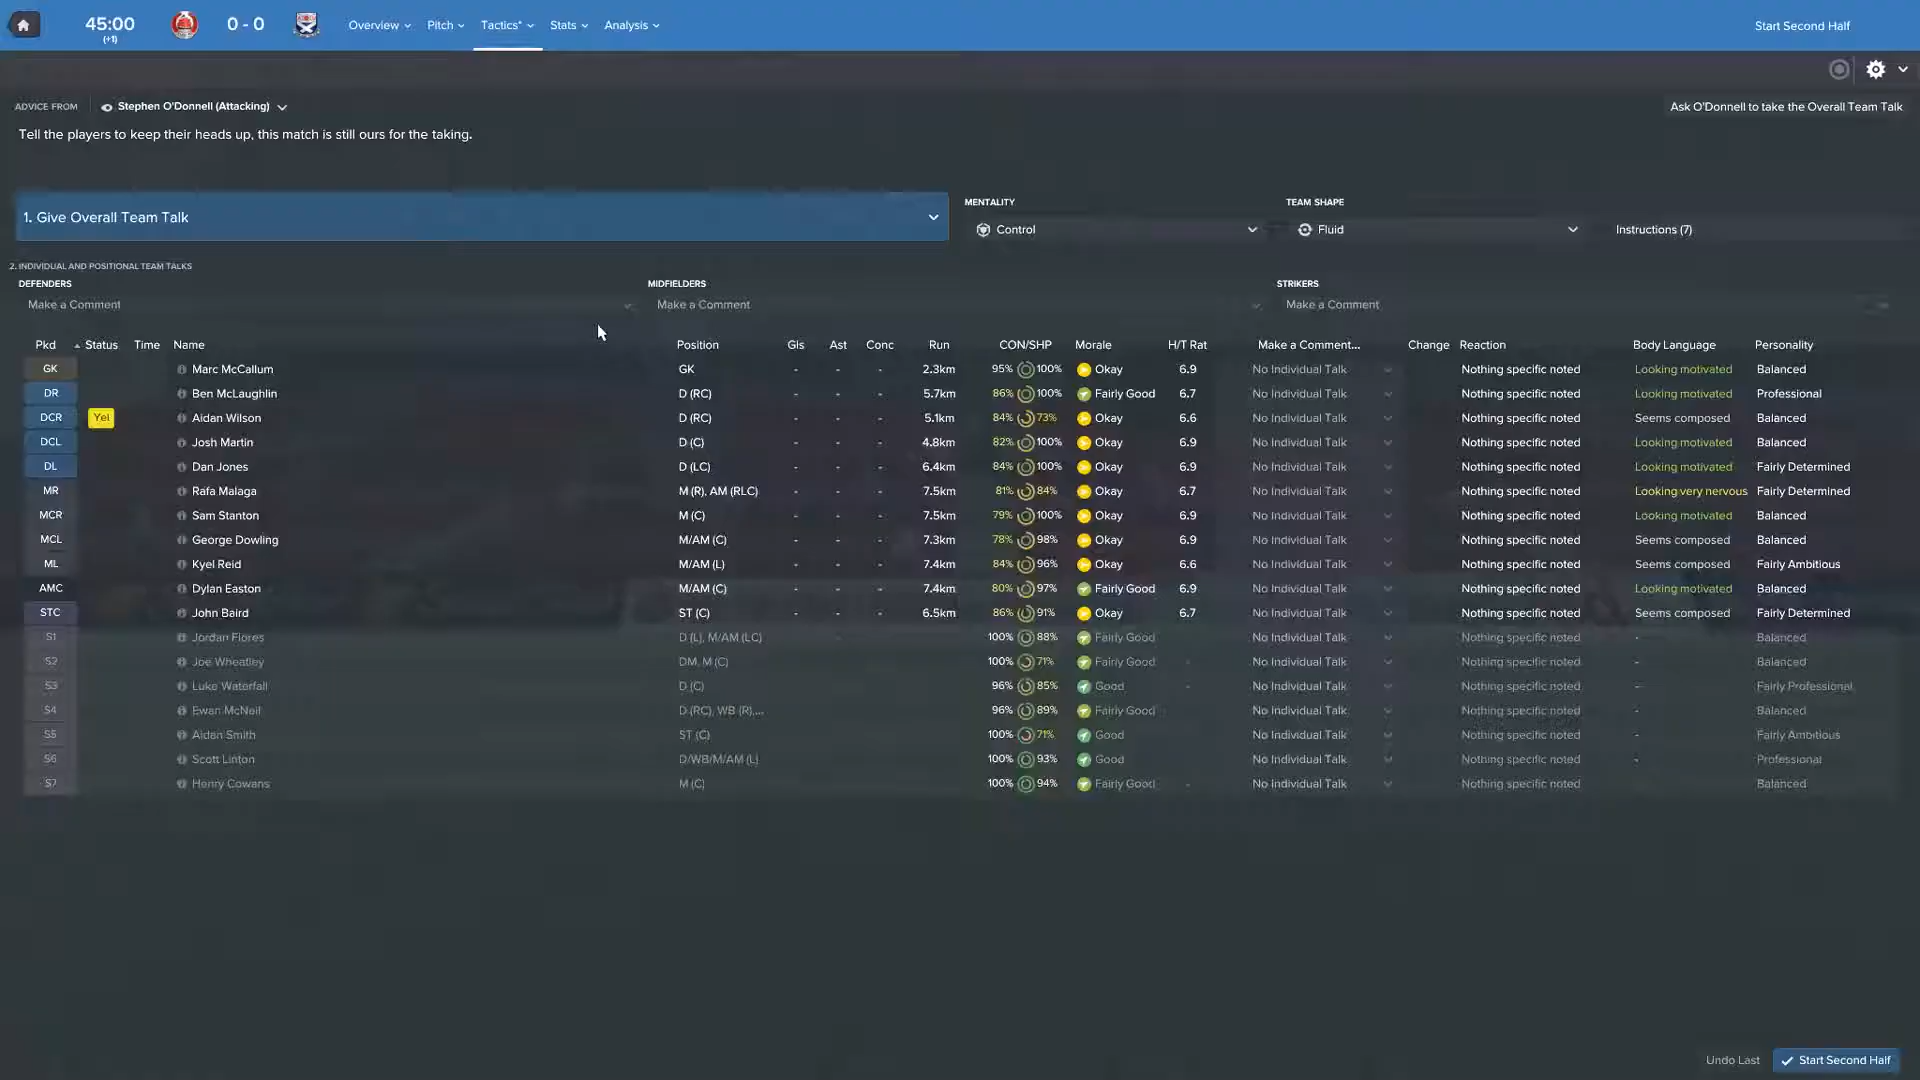 45:00 0 - 0 Overview Pitch Tactics* Stats Analysis Start Second Half
(+1)
ADVICE FROM Stephen O'Donnell (Attacking) Ask O'Donnell to take the Overall Team Talk
Tell the players to keep their heads up, this match is still ours for the taking.
MENTALITY TEAM SHAPE
1. Give Overall Team Talk Control Fluid Instructions (7)
2. INDIVIDUAL AND POSITIONAL TEAM TALKS
DEFENDERS MIDFIELDERS STRIKERS
Make a Comment Make a Comment Make a Comment
Pkd Status Time Name Position Gls Ast Conc Run CON/SHP Morale H/T Rat Make a Comment... Change Reaction Body Language Personality
GK Marc McCallum GK - - - 2.3km 95% 100% Okay 6.9 No Individual Talk Nothing specific noted Looking motivated Balanced
DR Ben McLaughlin D (RC) - - - 5.7km 86% 100% Fairly Good 6.7 No Individual Talk Nothing specific noted Looking motivated Professional
DCR Yel Aidan Wilson D (RC) - - - 5.1km 84% 73% Okay 6.6 No Individual Talk Nothing specific noted Seems composed Balanced
DCL Josh Martin D (C) - - - 4.8km 82% 100% Okay 6.9 No Individual Talk Nothing specific noted Looking motivated Balanced
DL Dan Jones D (LC) - - - 6.4km 84% 100% Okay 6.9 No Individual Talk Nothing specific noted Looking motivated Fairly Determined
MR Rafa Malaga M (R), AM (RLC) - - - 7.5km 81% 84% Okay 6.7 No Individual Talk Nothing specific noted Looking very nervous Fairly Determined
MCR Sam Stanton M (C) - - - 7.5km 79% 100% Okay 6.9 No Individual Talk Nothing specific noted Looking motivated Balanced
MCL George Dowling M/AM (C) - - - 7.3km 78% 98% Okay 6.9 No Individual Talk Nothing specific noted Seems composed Balanced
ML Kyel Reid M/AM (L) - - - 7.4km 84% 96% Okay 6.6 No Individual Talk Nothing specific noted Seems composed Fairly Ambitious
AMC Dylan Easton M/AM (C) - - - 7.4km 80% 97% Fairly Good 6.9 No Individual Talk Nothing specific noted Looking motivated Balanced
STC John Baird ST (C) - - - 6.5km 86% 91% Okay 6.7 No Individual Talk Nothing specific noted Seems composed Fairly Determined
S1 Jordan Flores D (L), M/AM (LC) - 100% 88% Fairly Good No Individual Talk Nothing specific noted - Balanced
S2 Joe Wheatley DM, M (C) 100% 71% Fairly Good - No Individual Talk Nothing specific noted - Balanced
S3 Luke Waterfall D (C) 96% 85% Good - No Individual Talk Nothing specific noted - Fairly Professional
S4 Ewan McNeil D (RC), WB (R),... 96% 89% Fairly Good No Individual Talk Nothing specific noted - Balanced
S5 Aidan Smith ST (C) 100% 71% Good No Individual Talk Nothing specific noted - Fairly Ambitious
S6 Scott Linton D/WB/M/AM (L) 100% 93% Good No Individual Talk Nothing specific noted - Professional
S7 Henry Cowans M (C) 100% 94% Fairly Good - No Individual Talk Nothing specific noted Balanced
Undo Last Start Second Half